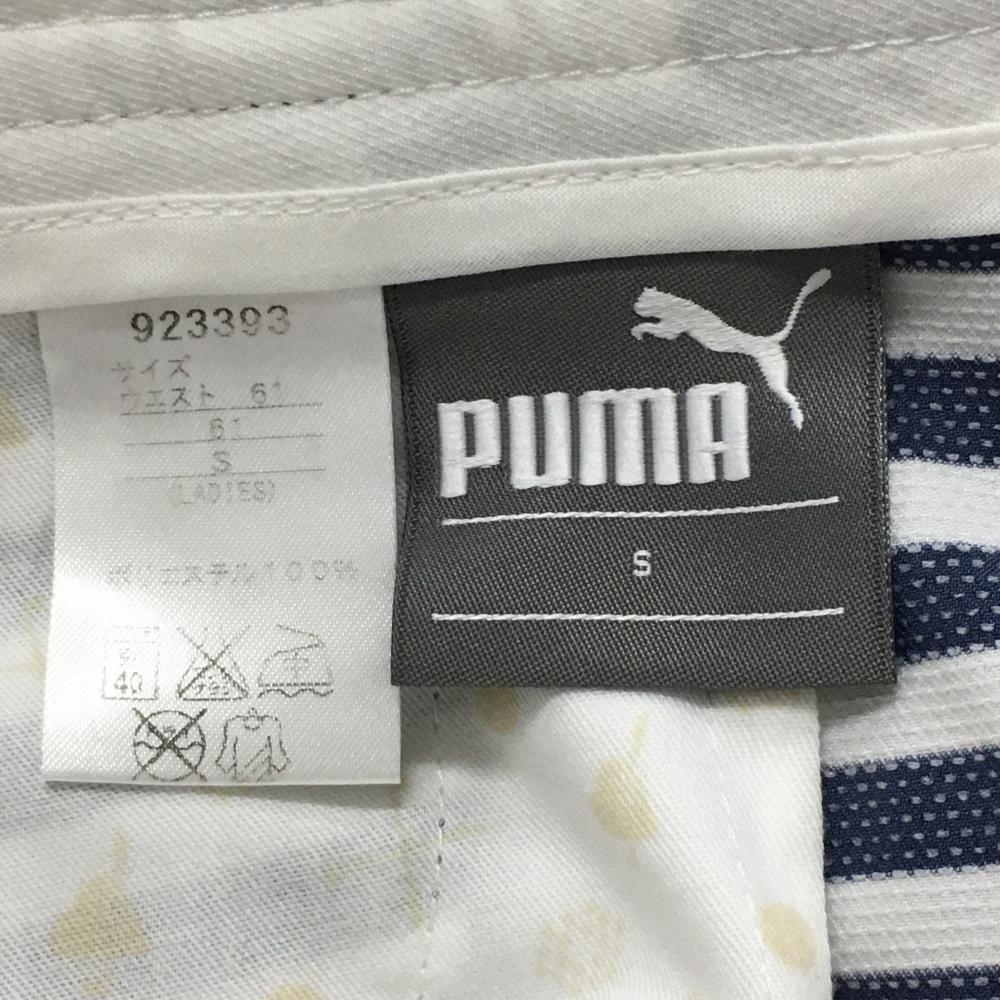 923393
サイズ
ウエスト 61
61
S
(LADIES)
ポリエステル100%
40
PUMA
S